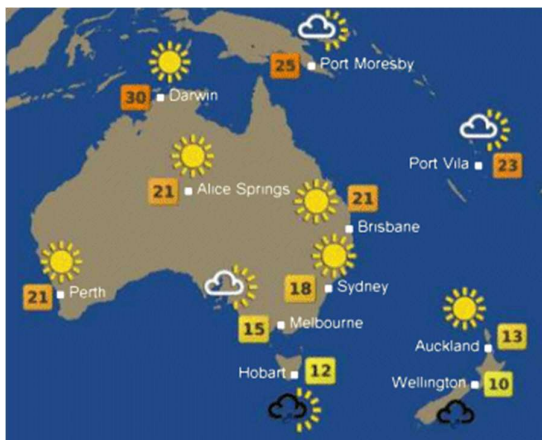 25 Port Moresby
30 Darwin
Port Vila 23
21 Alice Springs
21
Brisbane
21 Perth
18 Sydney
15 Melbourne
Auckland 13
Hobart 12
Wellington 10